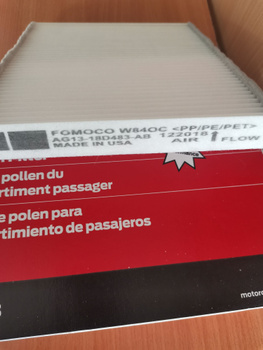 FOMOCO W64OC <PP/PE/PET>
AG13-18D483-AB 122018
MADE IN USA AIR FLOW
pollen du
rtiment passager
e polen para
rtimiento de pasajeros